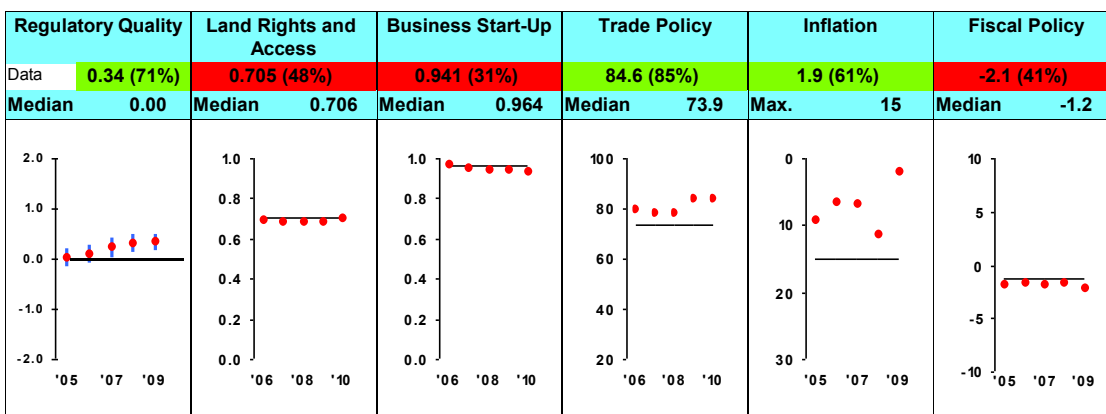 Regulatory Quality
Land Rights and
Access
Business Start-Up
Trade Policy
Inflation
Fiscal Policy
Data 0.34 (71%)
0.705 (48%)
0.941 (31%)
84.6 (85%)
1.9 (61%)
-2.1 (41%)
Median 0.00
Median 0.706
Median 0.964
Median 73.9
Max. 15
Median -1.2
2.0
1.0
0.0
-1.0
-2.0
'05 '07 '09
1.0
0.8
0.6
0.4
0.2
0.0
'06 '08 '10
1.0
0.8
0.6
0.4
0.2
0.0
'06 '08 '10
100
80
60
40
20
'06 '08 '10
0
10
20
30
'05 '07 '09
10
5
0
-5
-10
'05 '07 '09